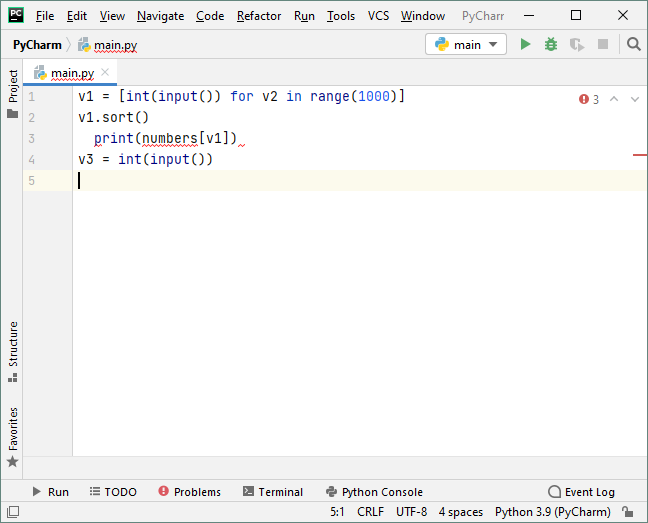 PC File Edit View Navigate Code Refactor Run Tools VCS Window PyCharr
PyCharm main.py main
Project
main.py
1 v1 = [int(input()) for v2 in range(1000)] 3
2 v1.sort()
3   print(numbers[v1])
4 v3 = int(input())
5
Structure
Favorites
Run TODO Problems Terminal Python Console Event Log
5:1 CRLF UTF-8 4 spaces Python 3.9 (PyCharm)